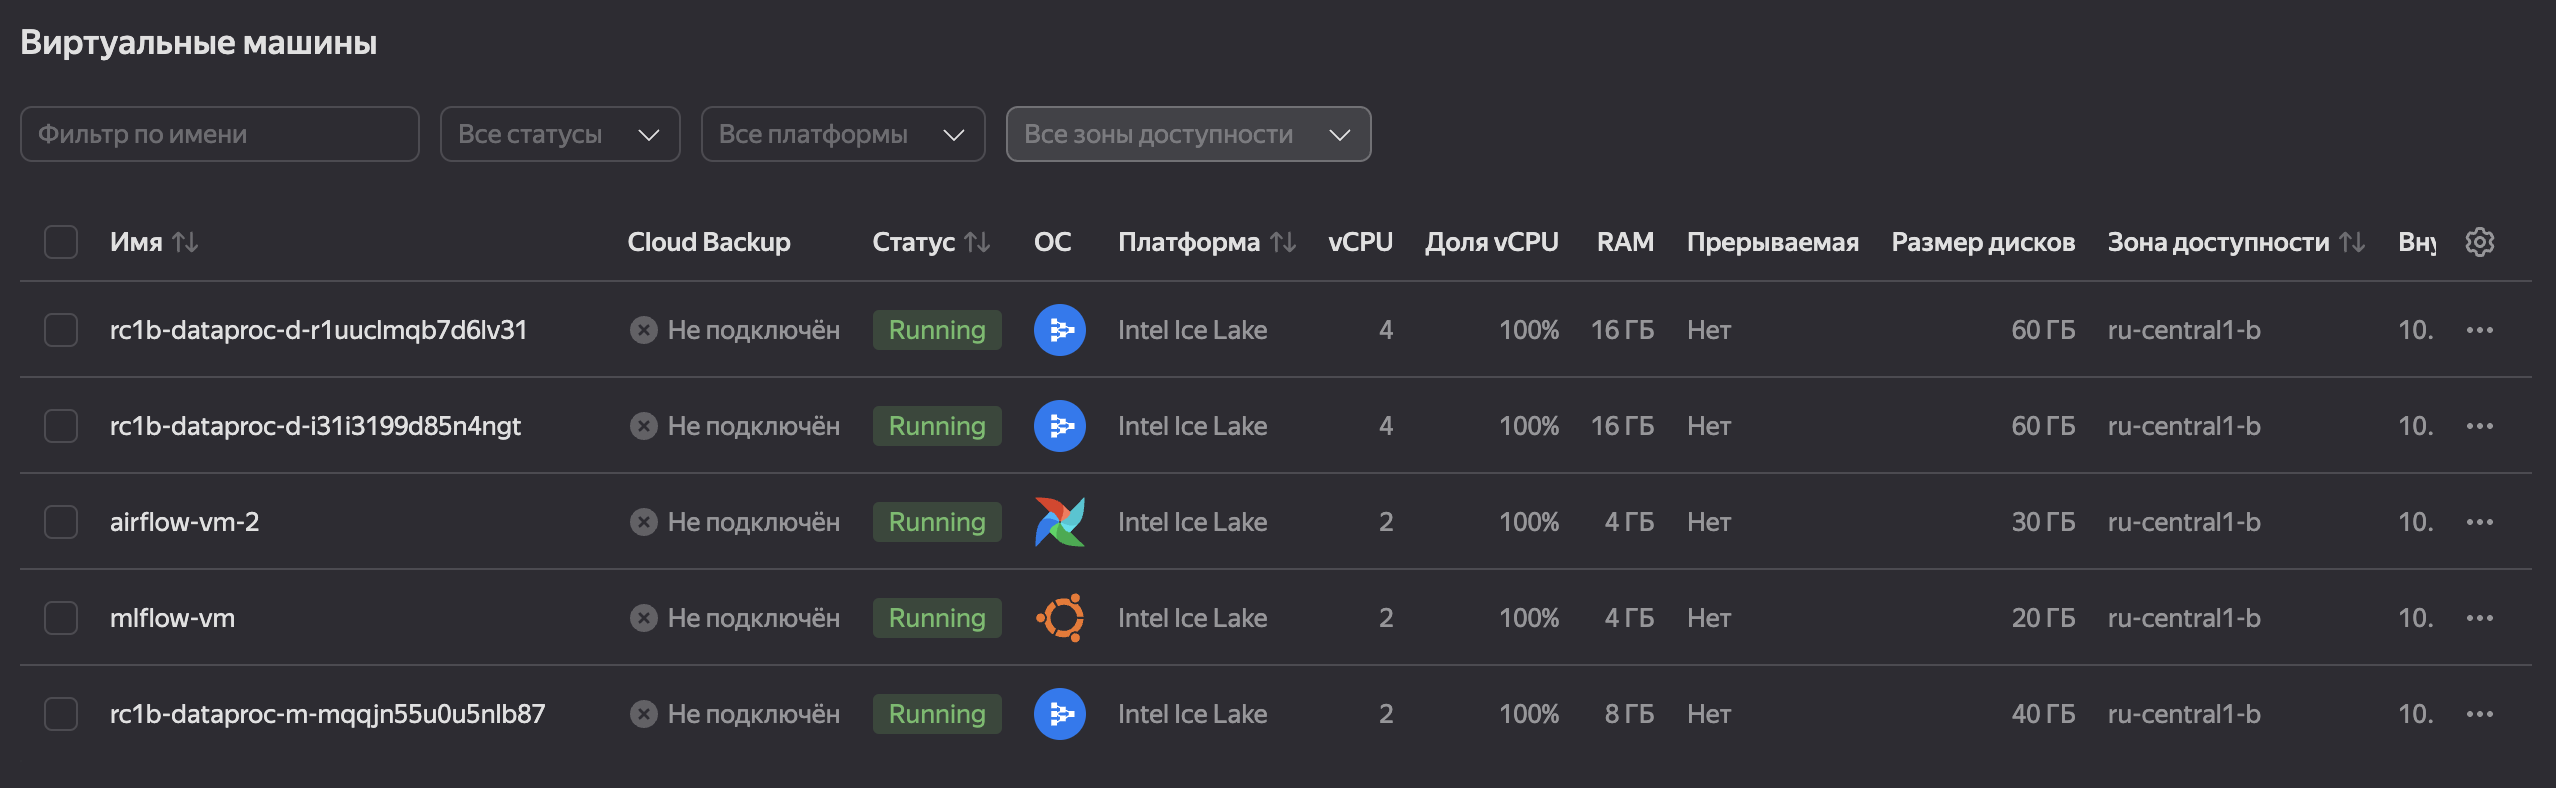 Виртуальные машины
Фильтр по имени Все статусы Все платформы Все зоны доступности
Имя Cloud Backup Статус ОС Платформа vCPU Доля vCPU RAM Прерываемая Размер дисков Зона доступности Вну
rc1b-dataproc-d-r1uuclmqb7d6lv31 Не подключён Running Intel Ice Lake 4 100% 16 ГБ Нет 60 ГБ ru-central1-b 10.
rc1b-dataproc-d-i31i3199d85n4ngt Не подключён Running Intel Ice Lake 4 100% 16 ГБ Нет 60 ГБ ru-central1-b 10.
airflow-vm-2 Не подключён Running Intel Ice Lake 2 100% 4 ГБ Нет 30 ГБ ru-central1-b 10.
mlflow-vm Не подключён Running Intel Ice Lake 2 100% 4 ГБ Нет 20 ГБ ru-central1-b 10.
rc1b-dataproc-m-mqqjn55u0u5nlb87 Не подключён Running Intel Ice Lake 2 100% 8 ГБ Нет 40 ГБ ru-central1-b 10.